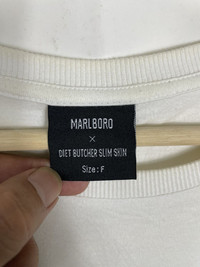 MARLBORO
×
DIET BUTCHER SLIM SKIN
Size: F